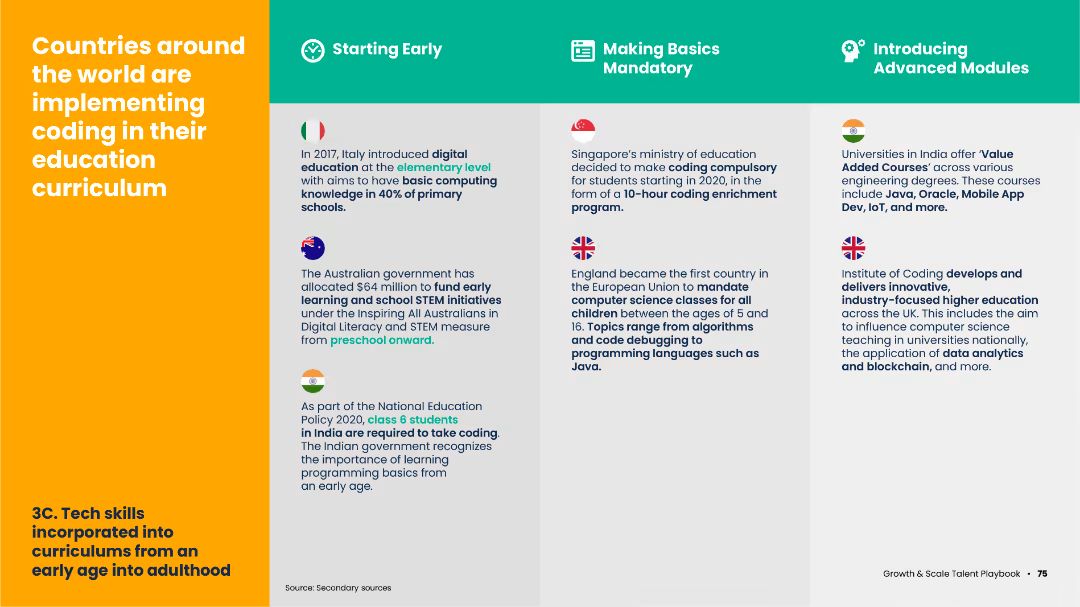 Countries around
the world are
implementing
coding in their
education
curriculum
3C. Tech skills
incorporated into
curriculums from an
early age into adulthood
Starting Early
In 2017, Italy introduced digital
education at the elementary level
with aims to have basic computing
knowledge in 40% of primary
schools.
The Australian government has
allocated $64 million to fund early
learning and school STEM initiatives
under the Inspiring All Australians in
Digital Literacy and STEM measure
from preschool onward.
As part of the National Education
Policy 2020, class 6 students
in India are required to take coding.
The Indian government recognizes
the importance of learning
programming basics from
an early age.
Making Basics
Mandatory
Singapore's ministry of education
decided to make coding compulsory
for students starting in 2020, in the
form of a 10-hour coding enrichment
program.
England became the first country in
the European Union to mandate
computer science classes for all
children between the ages of 5 and
16. Topics range from algorithms
and code debugging to
programming languages such as
Java.
Introducing
Advanced Modules
Universities in India offer 'Value
Added Courses' across various
engineering degrees. These courses
include Java, Oracle, Mobile App
Dev, IoT, and more.
Institute of Coding develops and
delivers innovative,
industry-focused higher education
across the UK. This includes the aim
to influence computer science
teaching in universities nationally,
the application of data analytics
and blockchain, and more.
Source: Secondary sources
Growth & Scale Talent Playbook • 75